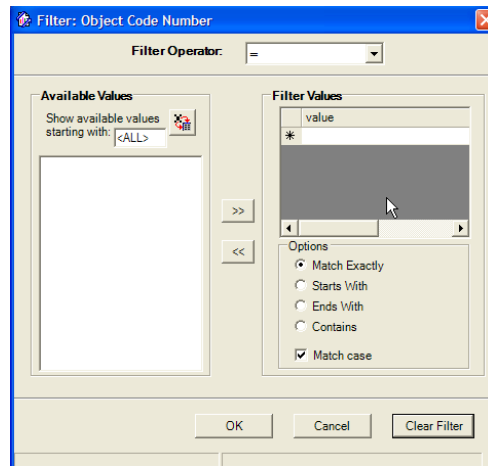 Filter: Object Code Number
Filter Operator:
=
Available Values
Show available values
starting with:
<ALL>
Filter Values
value
>>
<<
Options
Match Exactly
Starts With
Ends With
Contains
Match case
OK
Cancel
Clear Filter